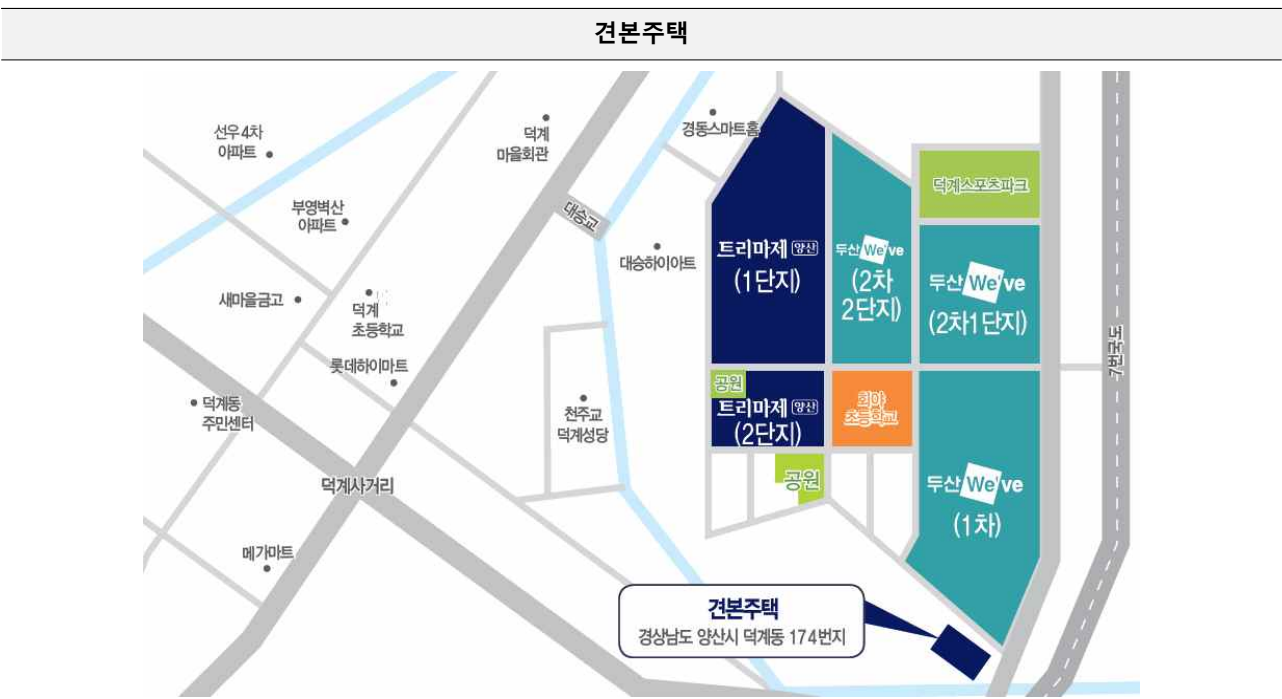 견본주택
선우4차
아파트
덕계
마을회관
경동스마트홈
덕계스포츠파크
부영벽산
아파트
대승교
대승하이아트
트리마제 양산
(1단지)
두산 We've
(2차
2단지)
두산 We've
(2차1단지)
새마을금고
덕계
초등학교
롯데하이마트
7번국도
덕계동
주민센터
천주교
덕계성당
공원
트리마제 양산
(2단지)
회야
초등학교
덕계사거리
공원
두산 We've
(1차)
메가마트
견본주택
경상남도 양산시 덕계동 174번지